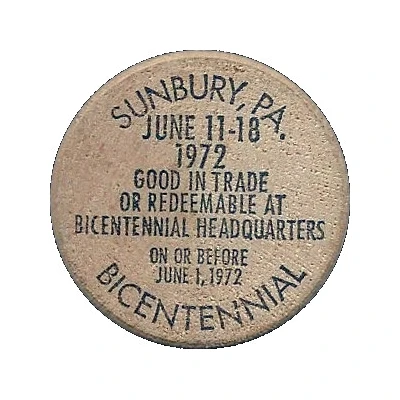 SUNBURY, PA.
JUNE 11-18
1972
GOOD IN TRADE
OR REDEEMABLE AT
BICENTENNIAL HEADQUARTERS
ON OR BEFORE
JUNE 1, 1972
BICENTENNIAL